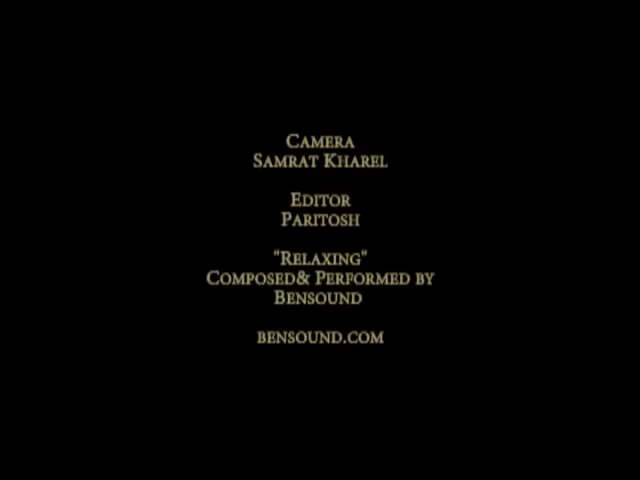 CAMERA
SAMRAT KHAREL
EDITOR
PARITOSH
"RELAXING"
COMPOSED& PERFORMED BY
BENSOUND
BENSOUND.COM